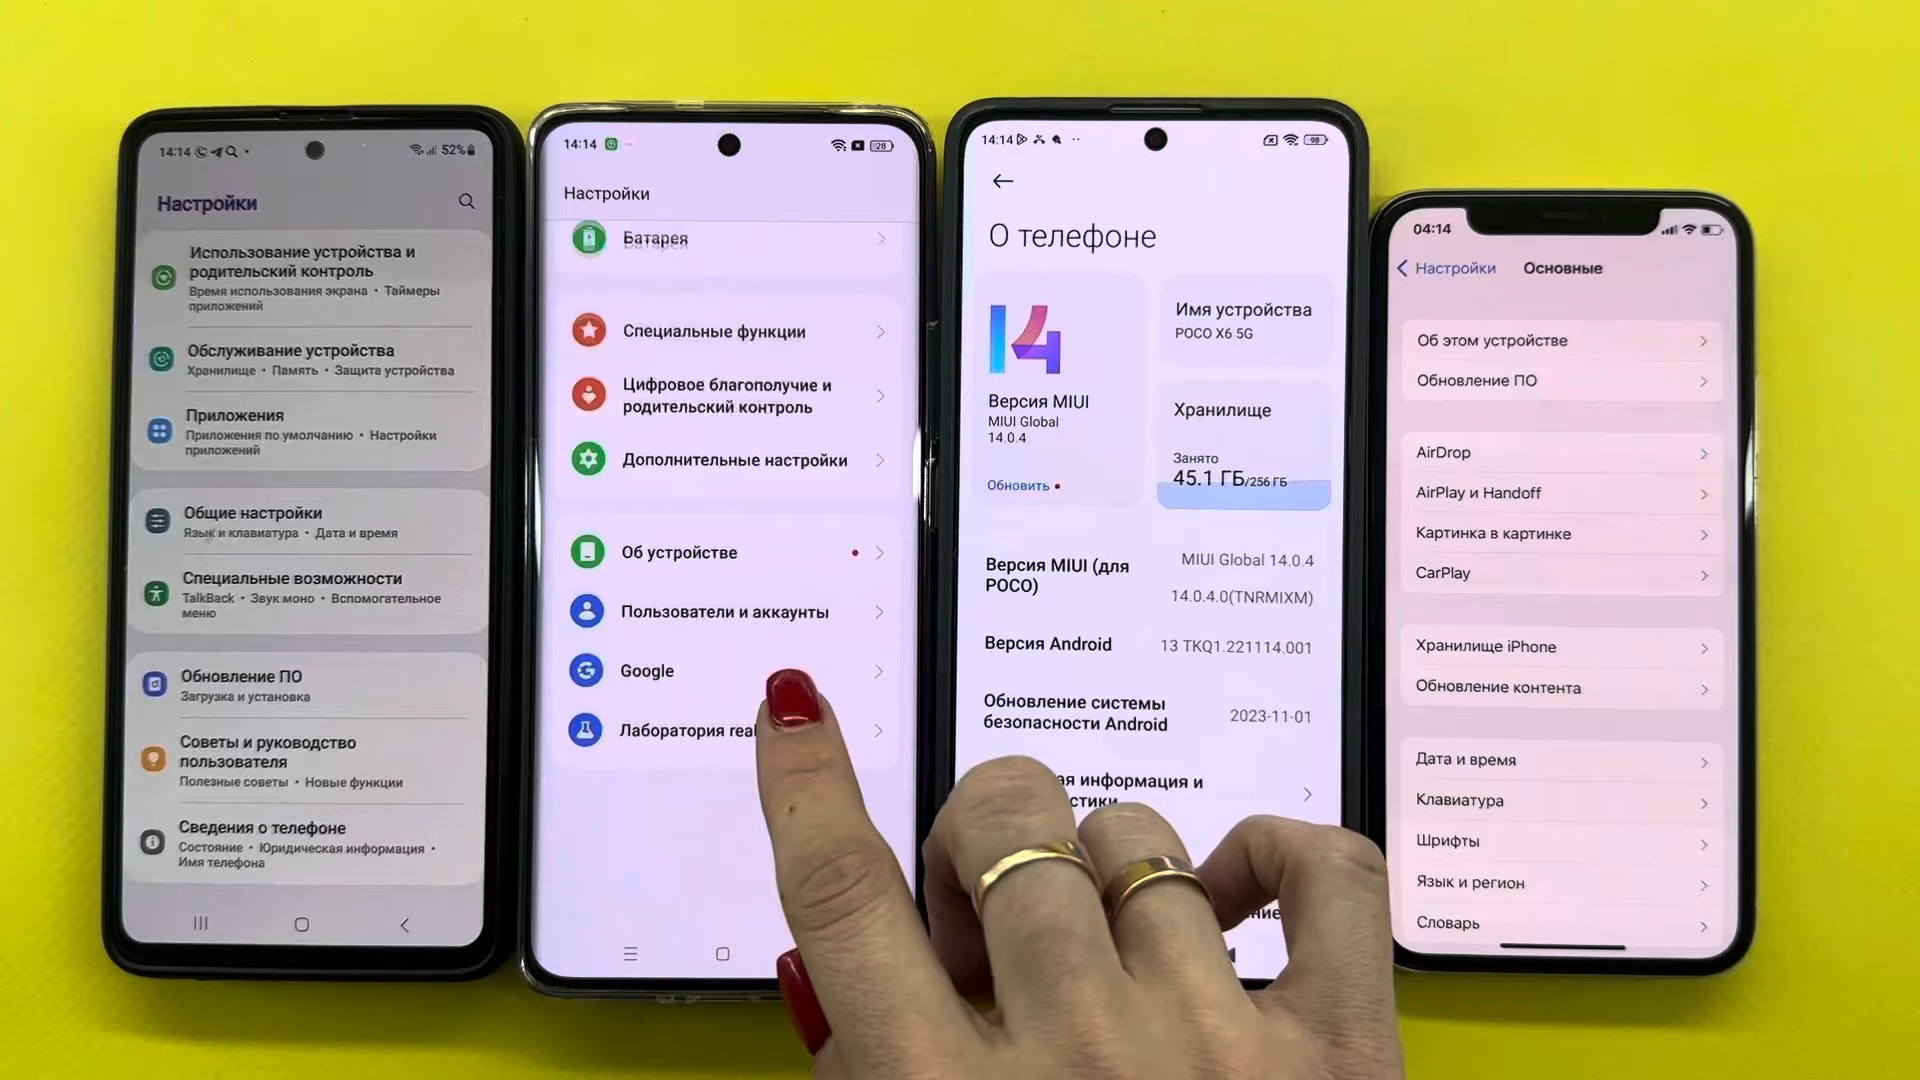 14:14
52%
Настройки
Использование устройства и
родительский контроль
Время использования экрана • Таймеры
приложений
Обслуживание устройства
Хранилище • Память • Защита устройства
Приложения
Приложения по умолчанию • Настройки
приложений
Общие настройки
Язык и клавиатура • Дата и время
Специальные возможности
TalkBack • Звук моно • Вспомогательное
меню
Обновление ПО
Загрузка и установка
Советы и руководство
пользователя
Полезные советы • Новые функции
Сведения о телефоне
Состояние • Юридическая информация •
Имя телефона
14:14
28
Настройки
Батарея
Специальные функции
Цифровое благополучие и
родительский контроль
Дополнительные настройки
Об устройстве
Пользователи и аккаунты
Google
Лаборатория real
14:14
98
О телефоне
14
Версия MIUI
MIUI Global
14.0.4
Обновить
Имя устройства
POCO X6 5G
Хранилище
Занято
45.1 ГБ/256 ГБ
Версия MIUI (для
POCO)
MIUI Global 14.0.4
14.0.4.0(TNRMIXM)
Версия Android
13 TKQ1.221114.001
Обновление системы
безопасности Android
2023-11-01
ая информация и
стики
ние
04:14
Настройки
Основные
Об этом устройстве
Обновление ПО
AirDrop
AirPlay и Handoff
Картинка в картинке
CarPlay
Хранилище iPhone
Обновление контента
Дата и время
Клавиатура
Шрифты
Язык и регион
Словарь